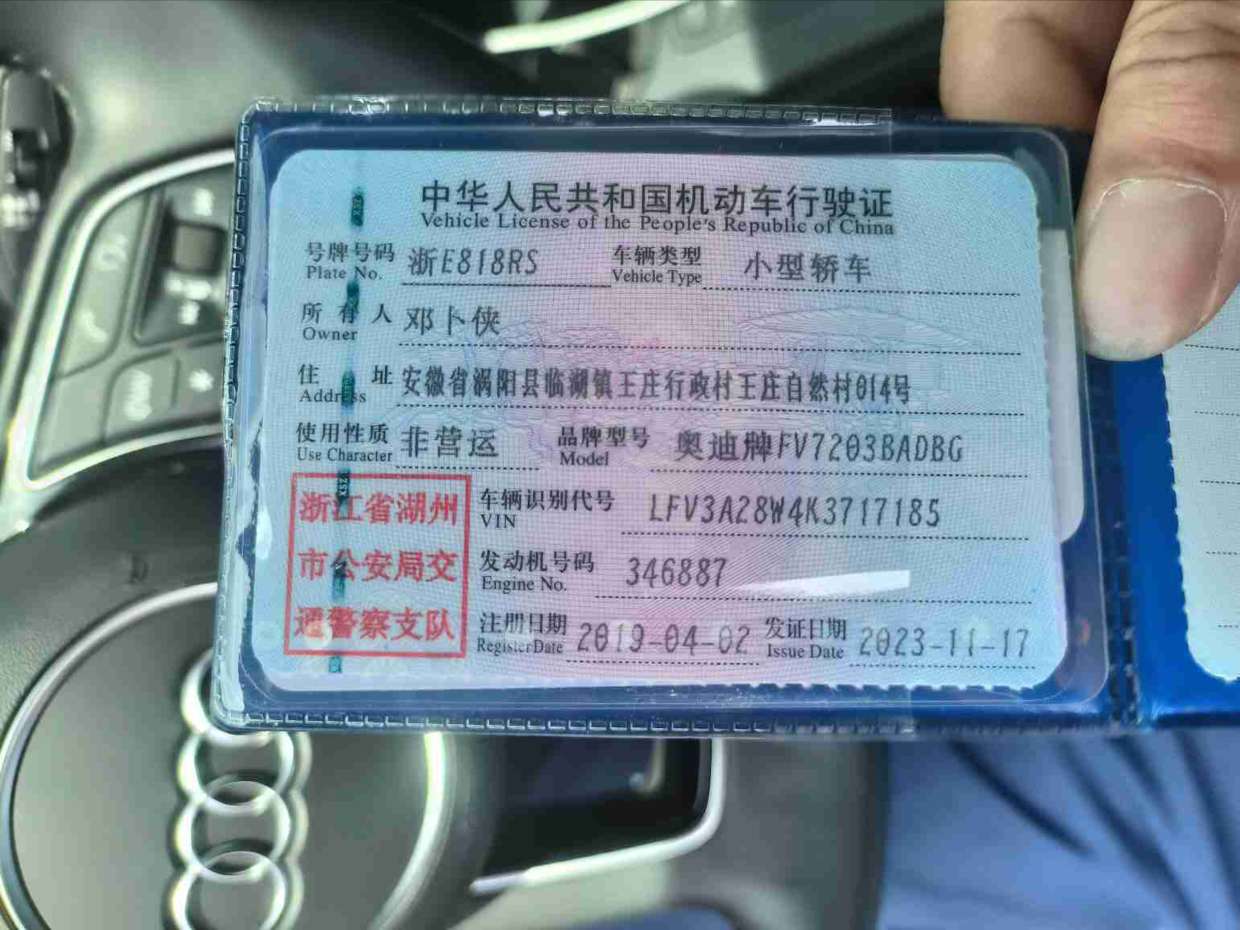 中华人民共和国机动车行驶证
Vehicle License of the People's Republic of China
号牌号码 浙E818RS 车辆类型 小型轿车
Plate No. Vehicle Type
所有人 邓卜侠
Owner
住址 安徽省涡阳县临湖镇王庄行政村王庄自然村014号
Address
使用性质 非营运 品牌型号 奥迪牌FV7203BADBG
Use Character Model
浙江省湖州
市公安局交
通警察支队
车辆识别代号 LFV3A28W4K3717185
VIN
发动机号码 346887
Engine No.
注册日期 2019-04-02 发证日期 2023-11-17
Register Date Issue Date